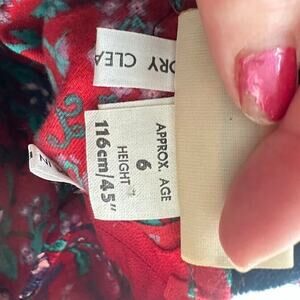 ORY CLEA
APPROX. AGE
6
HEIGHT
116cm/45"